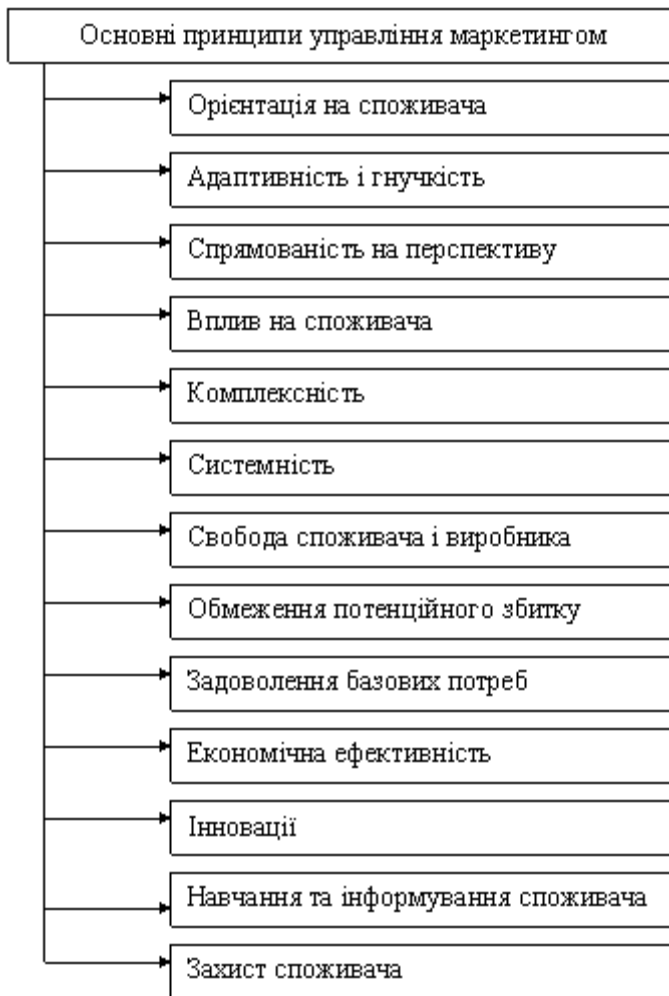 Основні принципи управління маркетингом
Орієнтація на споживача
Адаптивність і гнучкість
Спрямованість на перспективу
Вплив на споживача
Комплексність
Системність
Свобода споживача і виробника
Обмеження потенційного збитку
Задоволення базових потреб
Економічна ефективність
Інновації
Навчання та інформування споживача
Захист споживача